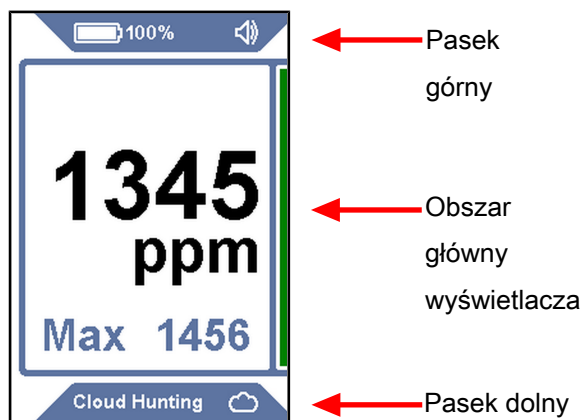 100%
Pasek
górny
1345
ppm
Max 1456
Obszar
główny
wyświetlacza
Cloud Hunting
Pasek dolny